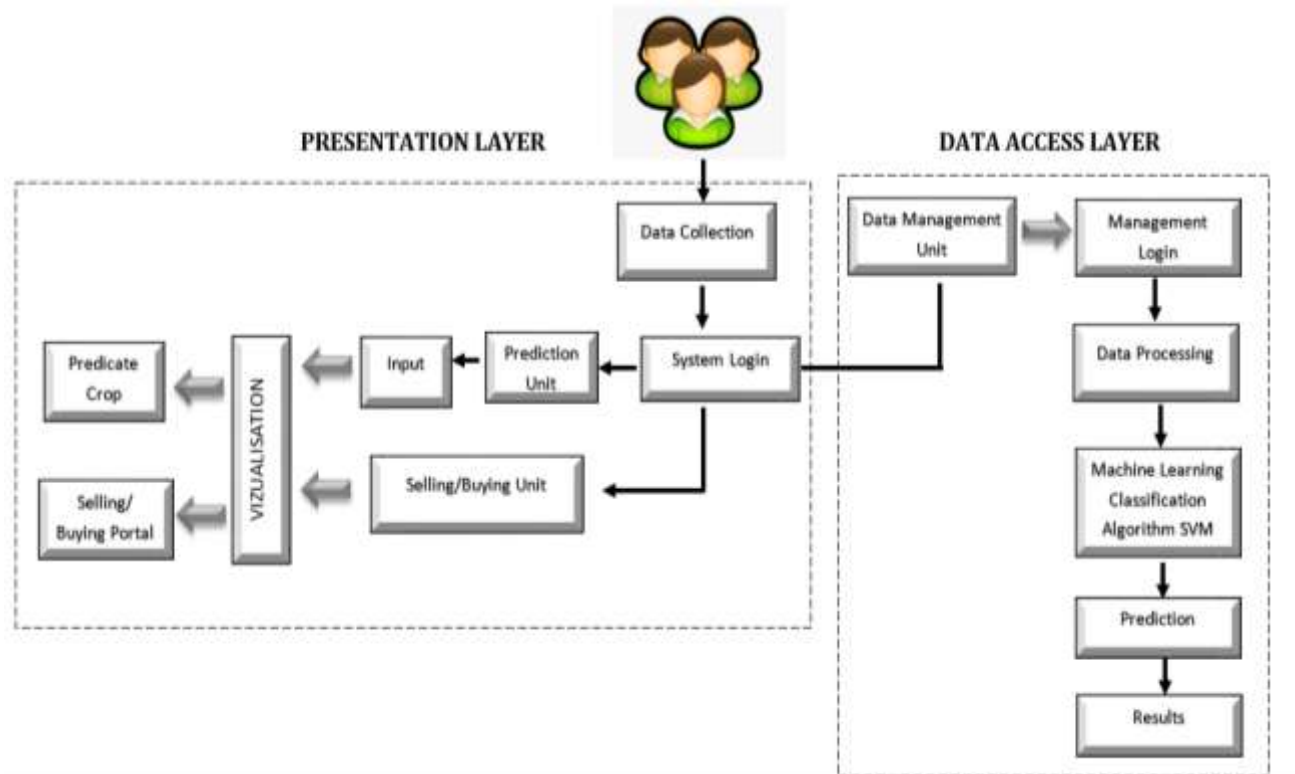 PRESENTATION LAYER
DATA ACCESS LAYER
Data Collection
System Login
Prediction
Unit
Input
Selling/Buying Unit
VIZUALISATION
Predicate
Crop
Selling/
Buying Portal
Data Management
Unit
Management
Login
Data Processing
Machine Learning
Classification
Algorithm SVM
Prediction
Results